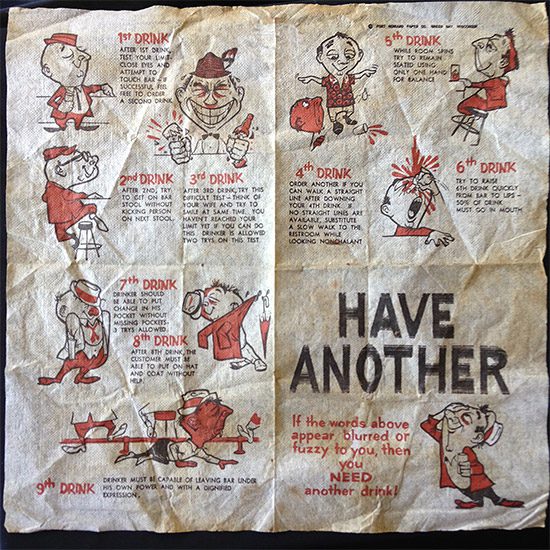 © FORT HOWARD PAPER CO. GREEN BAY, WISCONSIN
1st DRINK
AFTER 1ST DRINK,
TEST YOUR LIMIT-
CLOSE EYES AND
ATTEMPT TO
TOUCH BAR - IF
SUCCESSFUL, FEEL
FREE TO ORDER
A SECOND DRINK
2nd DRINK
AFTER 2ND, TRY
TO GET ON BAR
STOOL WITHOUT
KICKING PERSON
ON NEXT STOOL.
3rd DRINK
AFTER 3RD DRINK, TRY THIS
DIFFICULT TEST - THINK OF
YOUR WIFE AND TRY TO
SMILE AT SAME TIME. YOU
HAVEN'T REACHED YOUR
LIMIT YET IF YOU CAN DO
THIS DRINKER IS ALLOWED
TWO TRYS ON THIS TEST.
4th DRINK
ORDER ANOTHER IF YOU
CAN WALK A STRAIGHT
LINE AFTER DOWNING
YOUR 4TH DRINK. IF
NO STRAIGHT LINES ARE
AVAILABLE, SUBSTITUTE
A SLOW WALK TO THE
RESTROOM WHILE
LOOKING NONCHALANT
5th DRINK
WHILE ROOM SPINS
TRY TO REMAIN
SEATED USING
ONLY ONE HAND
FOR BALANCE
6th DRINK
TRY TO RAISE
6TH DRINK QUICKLY
FROM BAR TO LIPS -
50% OF DRINK
MUST GO IN MOUTH
7th DRINK
DRINKER SHOULD
BE ABLE TO PUT
CHANGE IN HIS
POCKET WITHOUT
MISSING POCKETS-
3 TRYS ALLOWED.
8th DRINK
AFTER 8TH DRINK, THE
CUSTOMER MUST BE
ABLE TO PUT ON HAT
AND COAT WITHOUT
HELP.
9th DRINK
DRINKER MUST BE CAPABLE OF LEAVING BAR UNDER
HIS OWN POWER AND WITH A DIGNIFIED
EXPRESSION.
HAVE
ANOTHER
If the words above
appear blurred or
fuzzy to you, then
you
NEED
another drink!